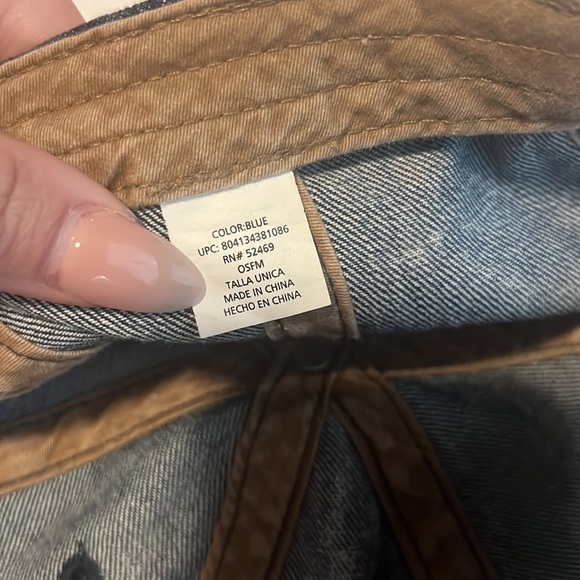 COLOR:BLUE
UPC: 804134381086
RN# 52469
OSFM
TALLA UNICA
MADE IN CHINA
HECHO EN CHINA